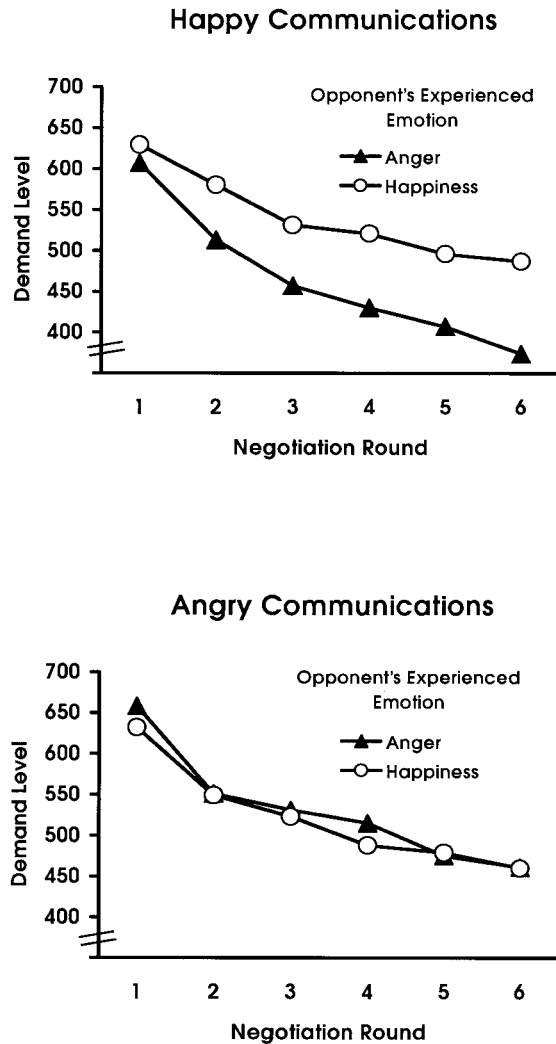 Happy Communications
700
650
600
550
500
450
400
Demand Level
Opponent's Experienced
Emotion
Anger
Happiness
1 2 3 4 5 6
Negotiation Round
Angry Communications
700
650
600
550
500
450
400
Demand Level
Opponent's Experienced
Emotion
Anger
Happiness
1 2 3 4 5 6
Negotiation Round